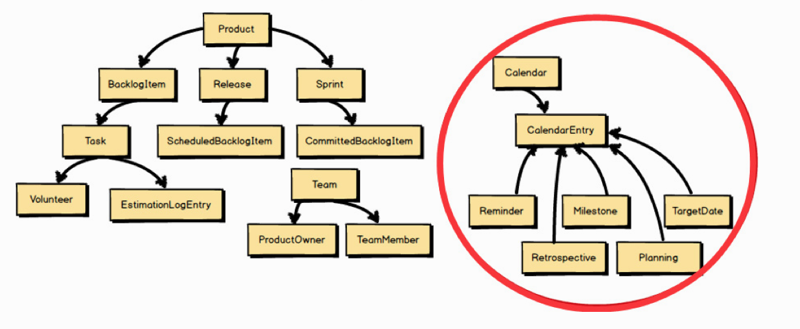 Product
BacklogItem
Release
Sprint
Task
ScheduledBacklogItem
CommittedBacklogItem
Volunteer
EstimationLogEntry
Team
ProductOwner
TeamMember
Calendar
CalendarEntry
Reminder
Milestone
TargetDate
Retrospective
Planning